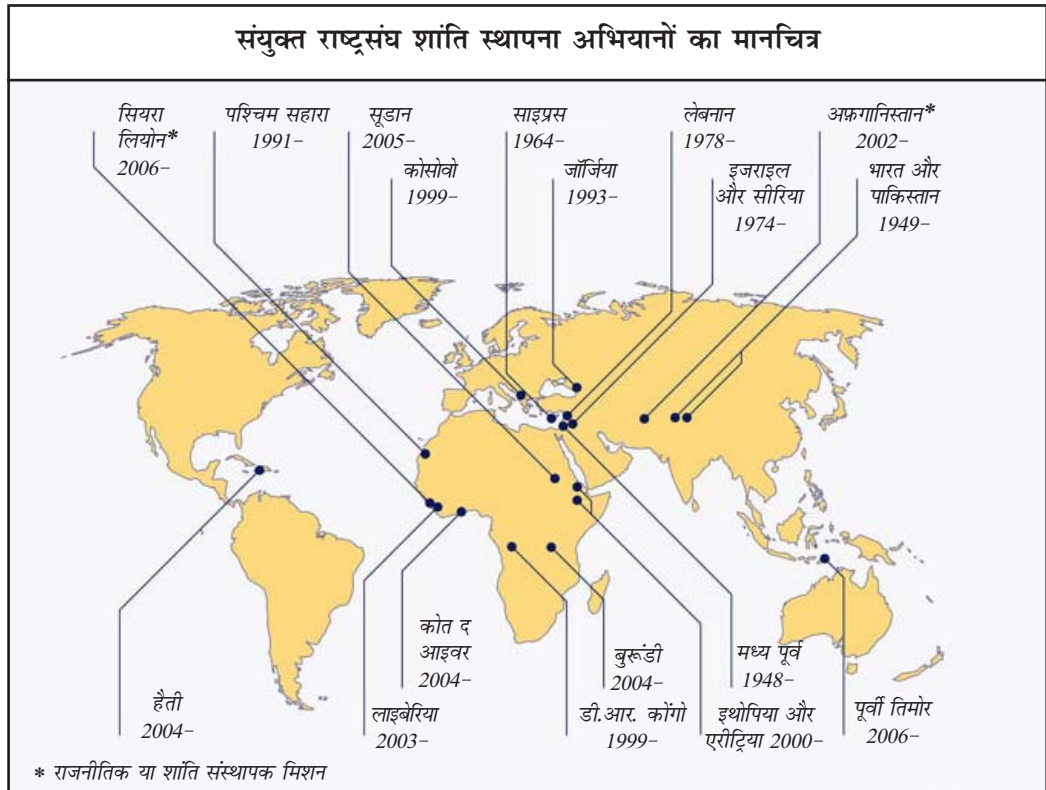 संयुक्त राष्ट्रसंघ शांति स्थापना अभियानों का मानचित्र
सियरा
लियोन*
2006-
पश्चिम सहारा
1991-
सूडान
2005-
कोसोवो
1999-
साइप्रस
1964-
जॉर्जिया
1993-
लेबनान
1978-
इजराइल
और सीरिया
1974-
अफ़गानिस्तान*
2002-
भारत और
पाकिस्तान
1949-
हैती
2004-
लाइबेरिया
2003-
कोत द
आइवर
2004-
डी.आर. कोंगो
1999-
बुरूंडी
2004-
इथोपिया और
एरीट्रिया 2000-
मध्य पूर्व
1948-
पूर्वी तिमोर
2006-
* राजनीतिक या शांति संस्थापक मिशन